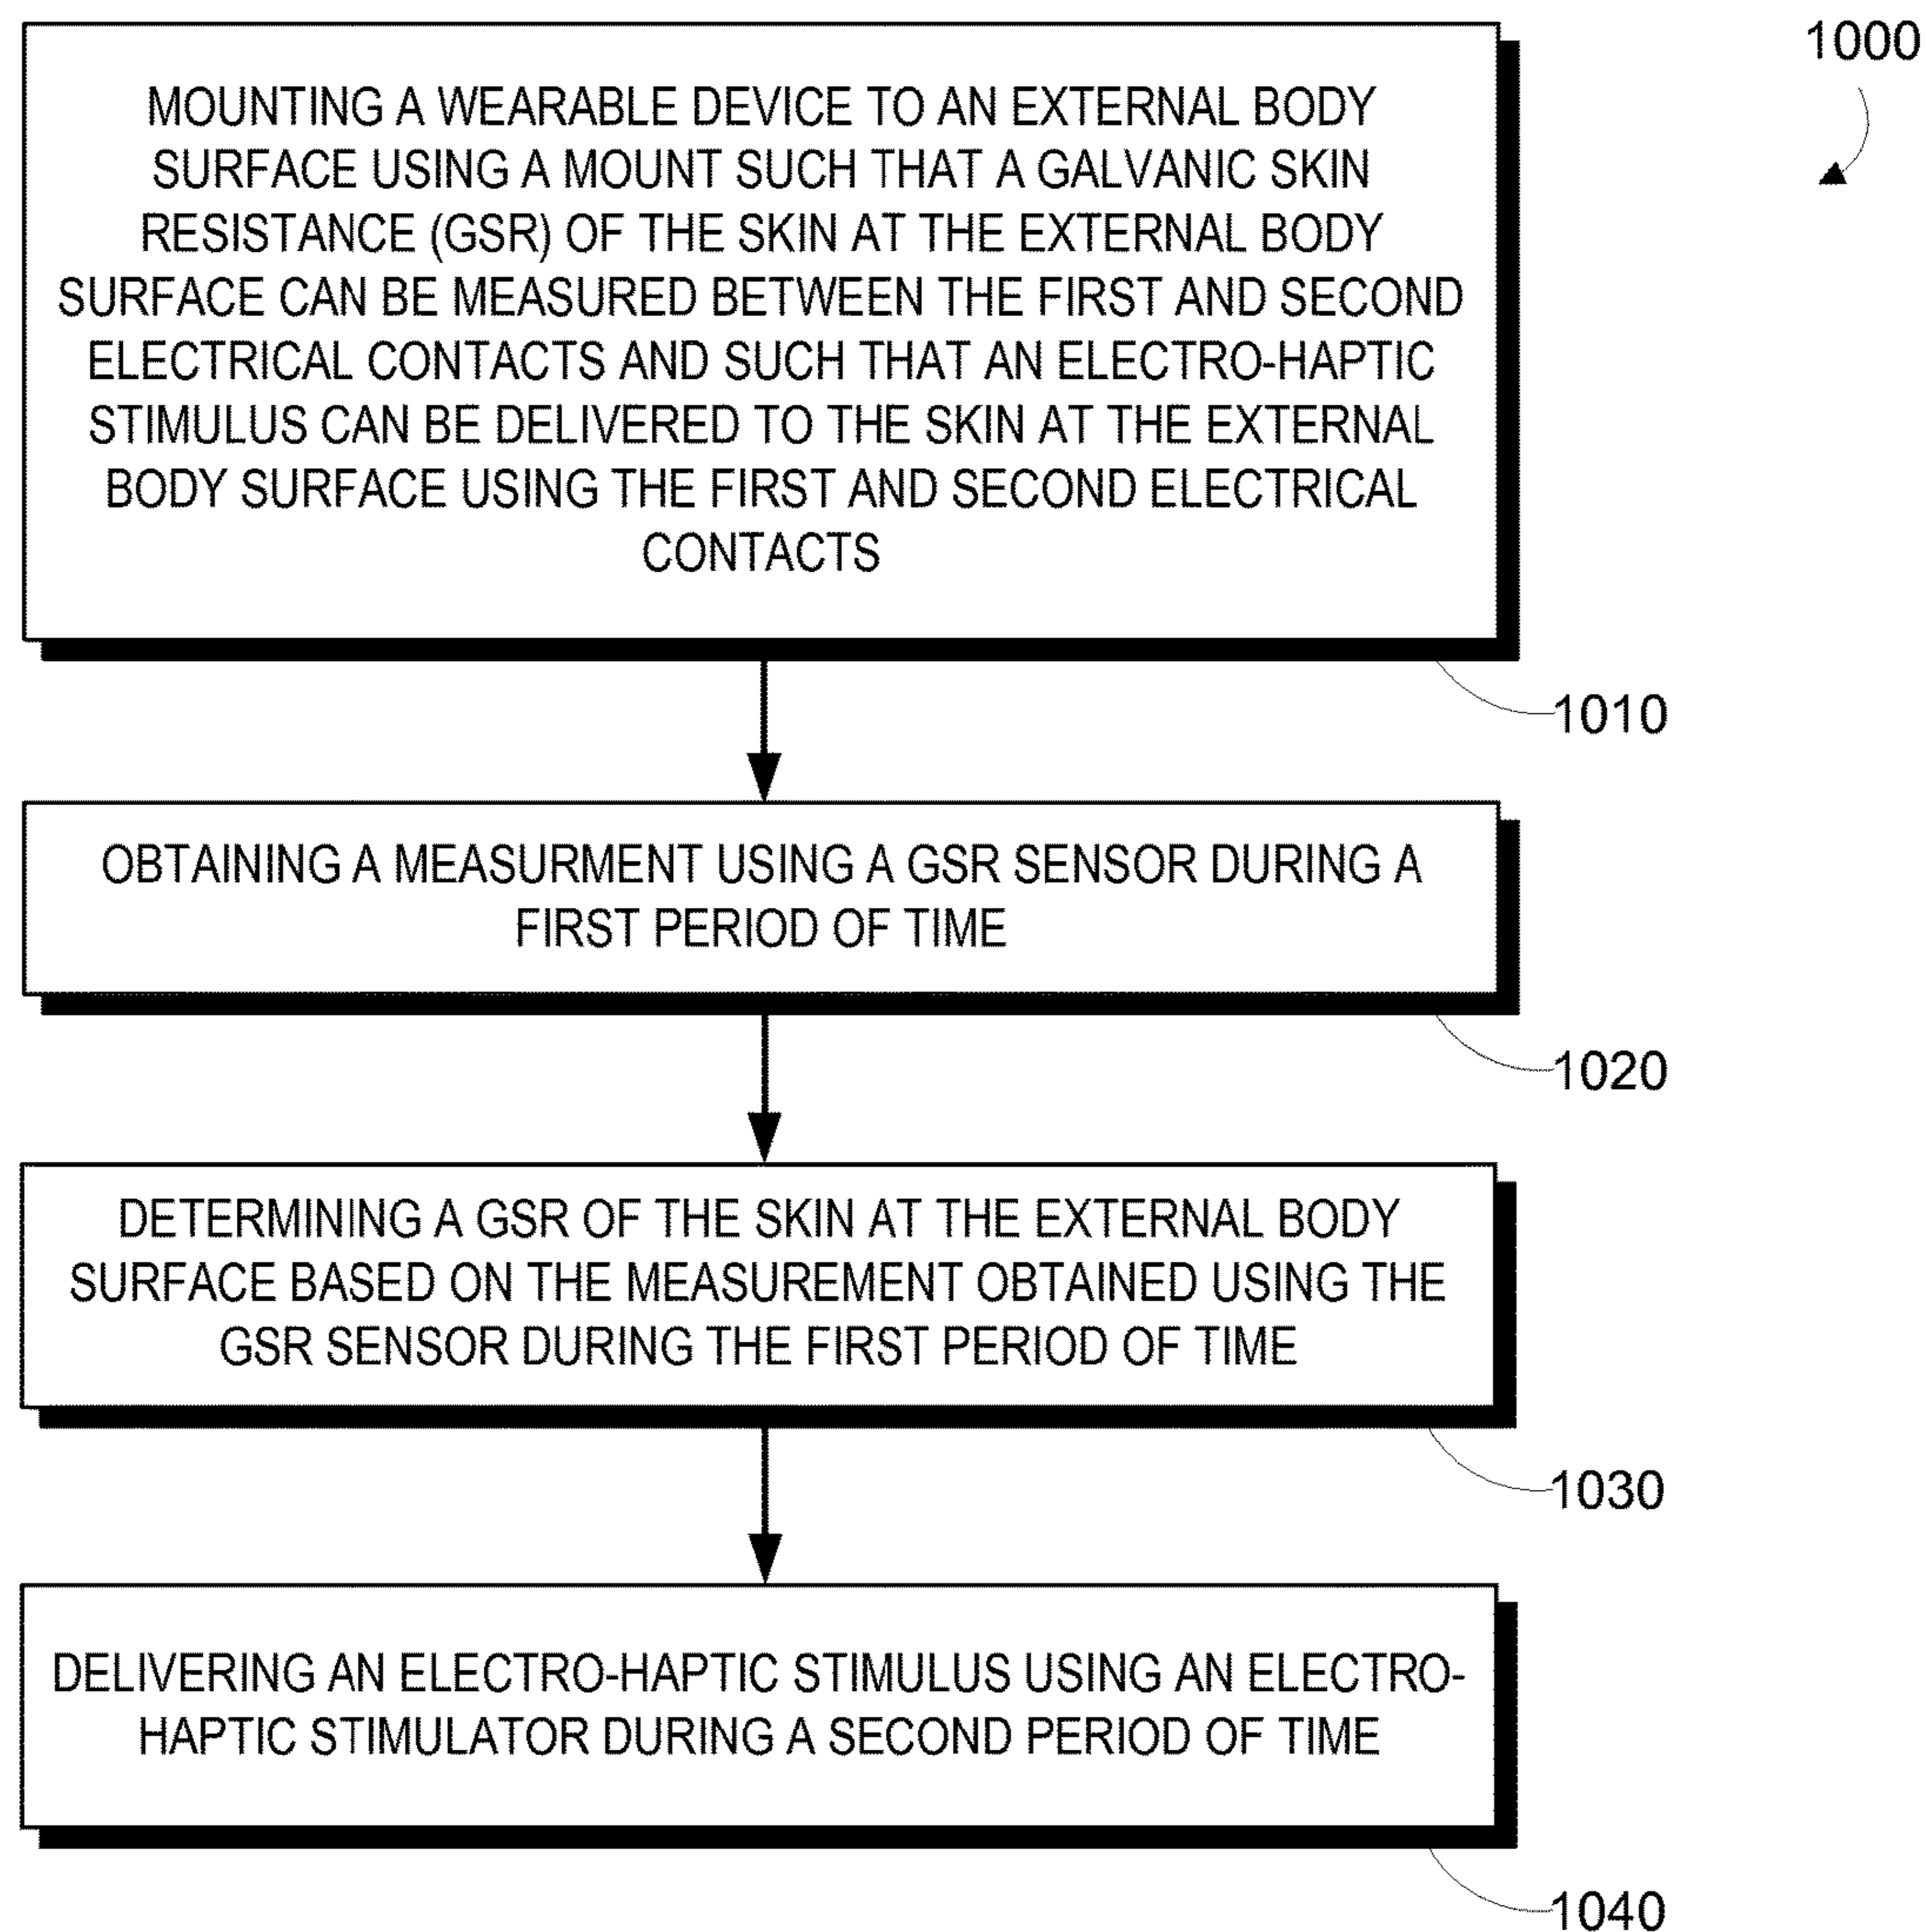 1000
MOUNTING A WEARABLE DEVICE TO AN EXTERNAL BODY
SURFACE USING A MOUNT SUCH THAT A GALVANIC SKIN
RESISTANCE (GSR) OF THE SKIN AT THE EXTERNAL BODY
SURFACE CAN BE MEASURED BETWEEN THE FIRST AND SECOND
ELECTRICAL CONTACTS AND SUCH THAT AN ELECTRO-HAPTIC
STIMULUS CAN BE DELIVERED TO THE SKIN AT THE EXTERNAL
BODY SURFACE USING THE FIRST AND SECOND ELECTRICAL
CONTACTS
1010
OBTAINING A MEASURMENT USING A GSR SENSOR DURING A
FIRST PERIOD OF TIME
1020
DETERMINING A GSR OF THE SKIN AT THE EXTERNAL BODY
SURFACE BASED ON THE MEASUREMENT OBTAINED USING THE
GSR SENSOR DURING THE FIRST PERIOD OF TIME
1030
DELIVERING AN ELECTRO-HAPTIC STIMULUS USING AN ELECTRO-
HAPTIC STIMULATOR DURING A SECOND PERIOD OF TIME
1040